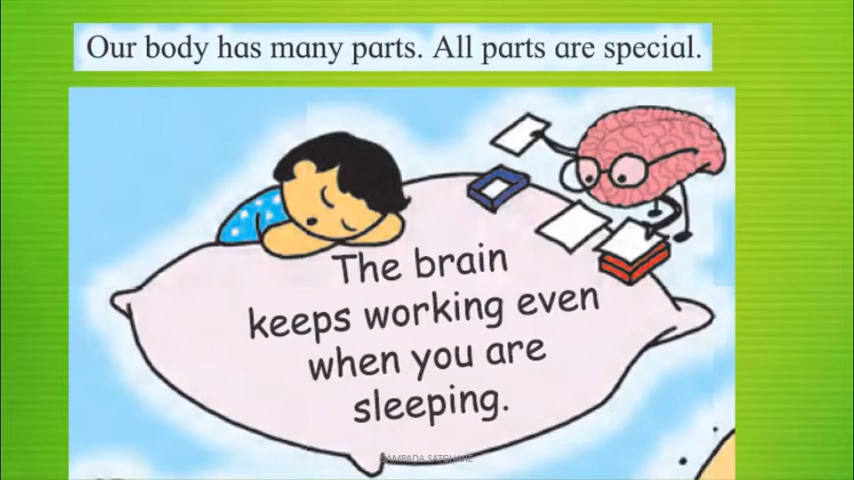 Our body has many parts. All parts are special.
The brain
keeps working even
when you are
sleeping.